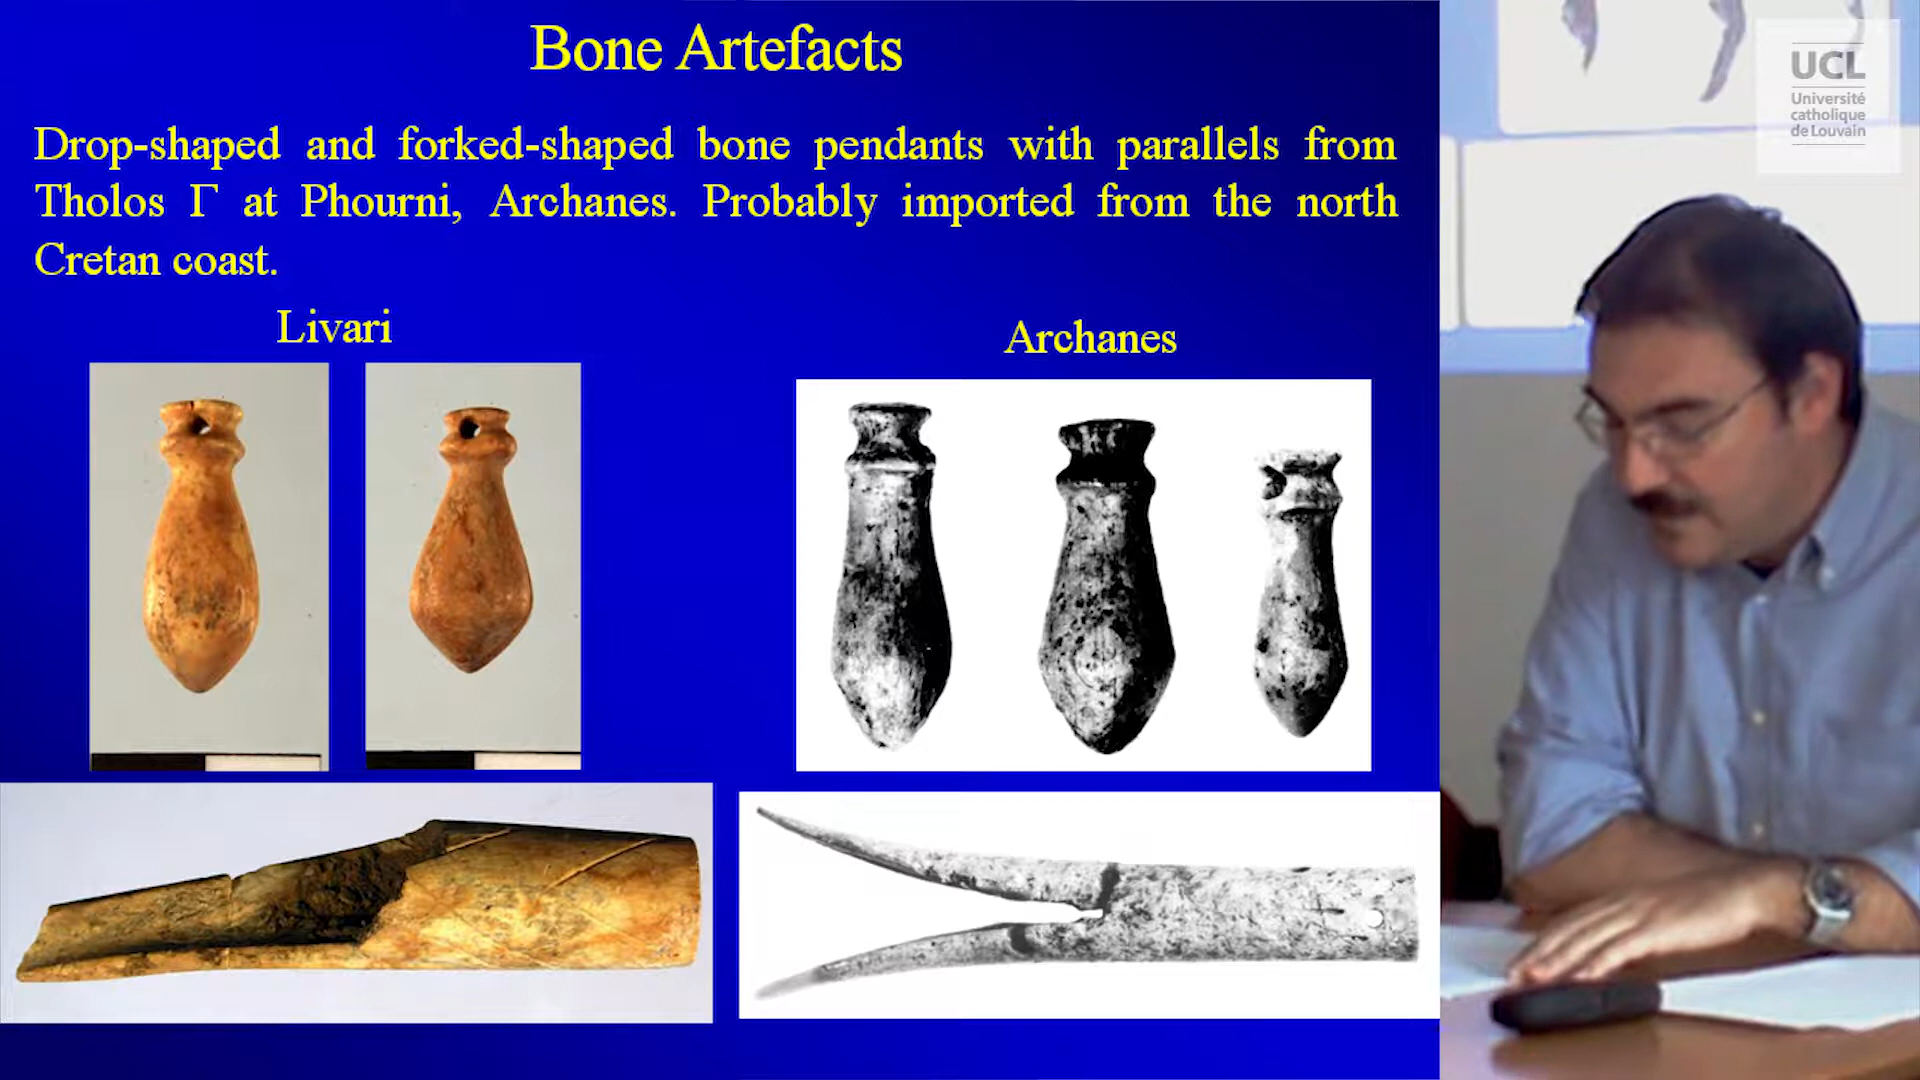 Bone Artefacts
Drop-shaped and forked-shaped bone pendants with parallels from
Tholos Γ at Phourni, Archanes. Probably imported from the north
Cretan coast.
Livari
Archanes
UCL
Université
catholique
de Louvain